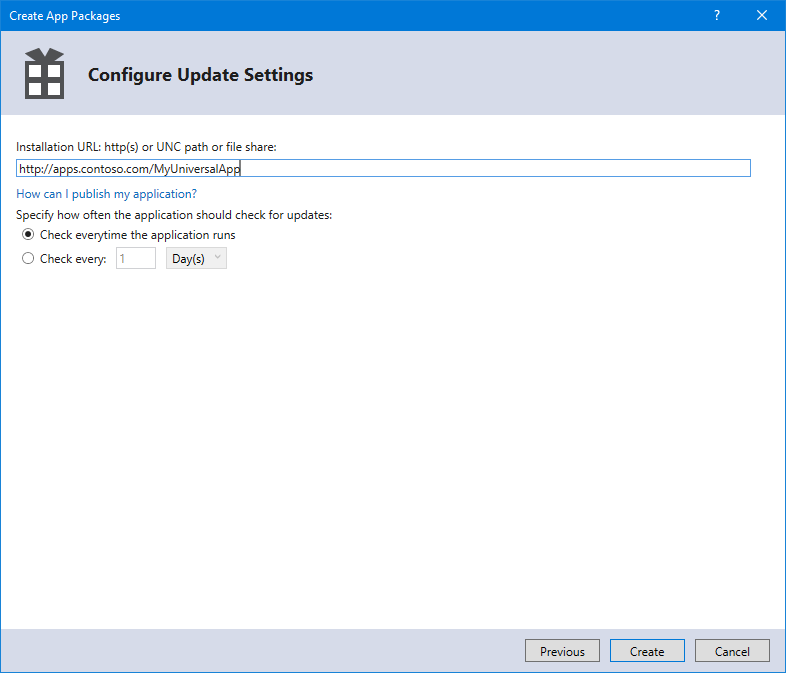 Create App Packages ?
Configure Update Settings
Installation URL: http(s) or UNC path or file share:
http://apps.contoso.com/MyUniversalApp
How can I publish my application?
Specify how often the application should check for updates:
Check everytime the application runs
Check every: 1 Day(s)
Previous Create Cancel